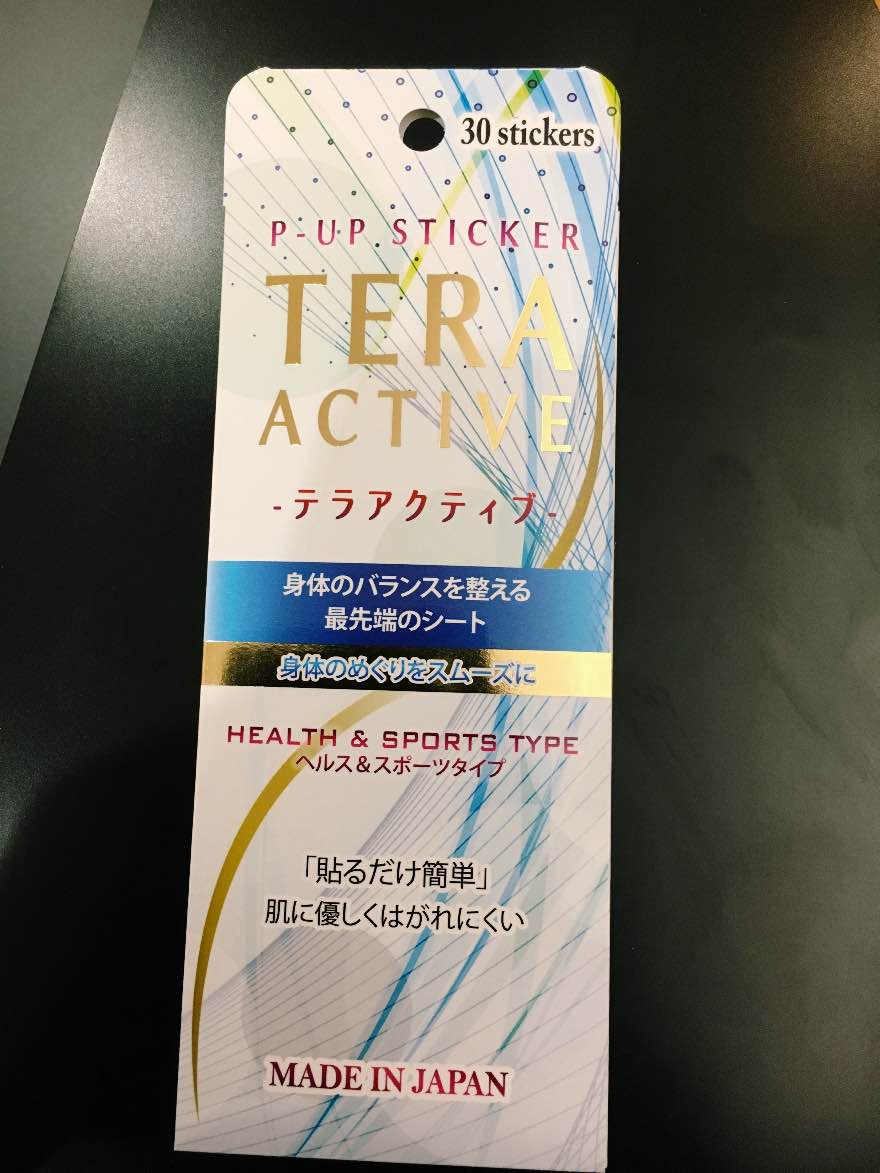 30 stickers
P-UP STICKER
TERA
ACTIVE
-テラアクティブ-
身体のバランスを整える
最先端のシート
身体のめぐりをスムーズに
HEALTH & SPORTS TYPE
ヘルス&スポーツタイプ
「貼るだけ簡単」
肌に優しくはがれにくい
MADE IN JAPAN